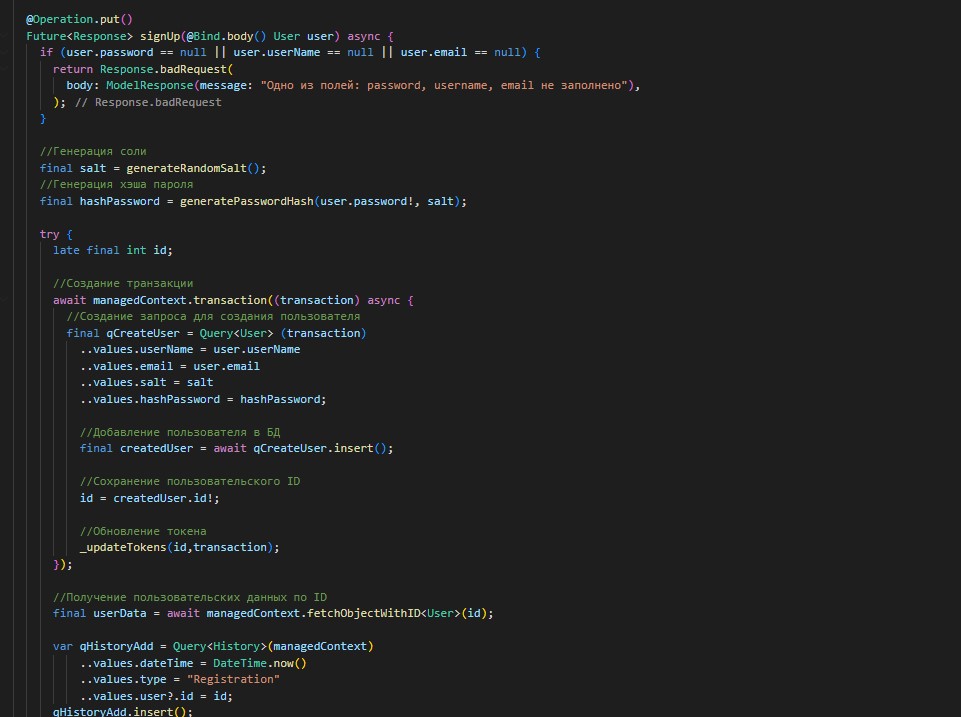 @Operation.put()
Future<Response> signUp(@Bind.body() User user) async {
if (user.password == null || user.userName == null || user.email == null) {
return Response.badRequest(
body: ModelResponse(message: "Одно из полей: password, username, email не заполнено"),
); // Response.badRequest
}
//Генерация соли
final salt = generateRandomSalt();
//Генерация хэша пароля
final hashPassword = generatePasswordHash(user.password!, salt);
try {
late final int id;
//Создание транзакции
await managedContext.transaction((transaction) async {
//Создание запроса для создания пользователя
final qCreateUser = Query<User> (transaction)
..values.userName = user.userName
..values.email = user.email
..values.salt = salt
..values.hashPassword = hashPassword;
//Добавление пользователя в БД
final createdUser = await qCreateUser.insert();
//Сохранение пользовательского ID
id = createdUser.id!;
//Обновление токена
_updateTokens(id,transaction);
});
//Получение пользовательских данных по ID
final userData = await managedContext.fetchObjectWithID<User>(id);
var qHistoryAdd = Query<History>(managedContext)
..values.dateTime = DateTime.now()
..values.type = "Registration"
..values.user?.id = id;
qHistoryAdd.insert();